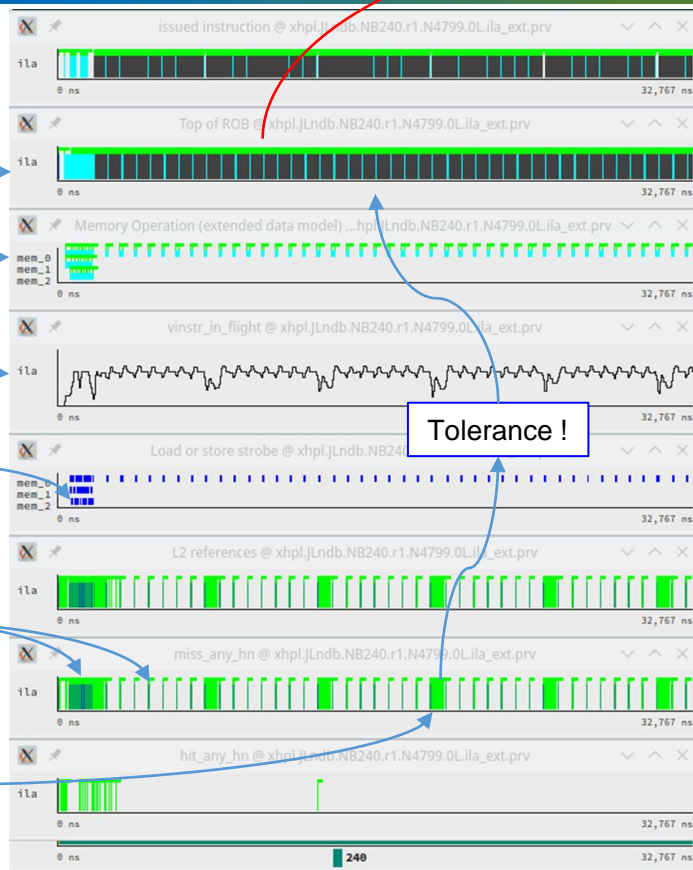 issued instruction @ xhpl.JLndb.NB240.r1.N4799.0L.ila_ext.prv
ila
0 ns 32,767 ns
Top of ROB @ xhpl.JLndb.NB240.r1.N4799.0L.ila_ext.prv
ila
0 ns 32,767 ns
Memory Operation (extended data model) ...hpl.JLndb.NB240.r1.N4799.0L.ila_ext.prv
mem_0
mem_1
mem_2
0 ns 32,767 ns
vinstr_in_flight @ xhpl.JLndb.NB240.r1.N4799.0L.ila_ext.prv
ila
0 ns 32,767 ns
Tolerance !
Load or store strobe @ xhpl.JLndb.NB240
mem_0
mem_1
mem_2
0 ns 32,767 ns
L2 references @ xhpl.JLndb.NB240.r1.N4799.0L.ila_ext.prv
ila
0 ns 32,767 ns
miss_any_hn @ xhpl.JLndb.NB240.r1.N4799.0L.ila_ext.prv
ila
0 ns 32,767 ns
hit_any_hn @ xhpl.JLndb.NB240.r1.N4799.0L.ila_ext.prv
ila
0 ns 32,767 ns
0 ns 240 32,767 ns